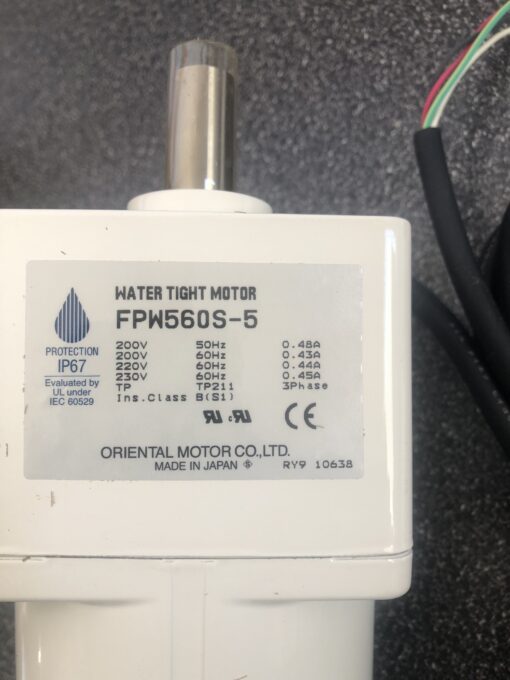 WATER TIGHT MOTOR
FPW560S-5
PROTECTION
IP67
Evaluated by
UL under
IEC 60529
200V 50Hz 0.48A
200V 60Hz 0.43A
220V 60Hz 0.44A
230V 60Hz 0.45A
TP TP211 3Phase
Ins.Class B(S1)
ORIENTAL MOTOR CO.,LTD.
MADE IN JAPAN RY9 10638